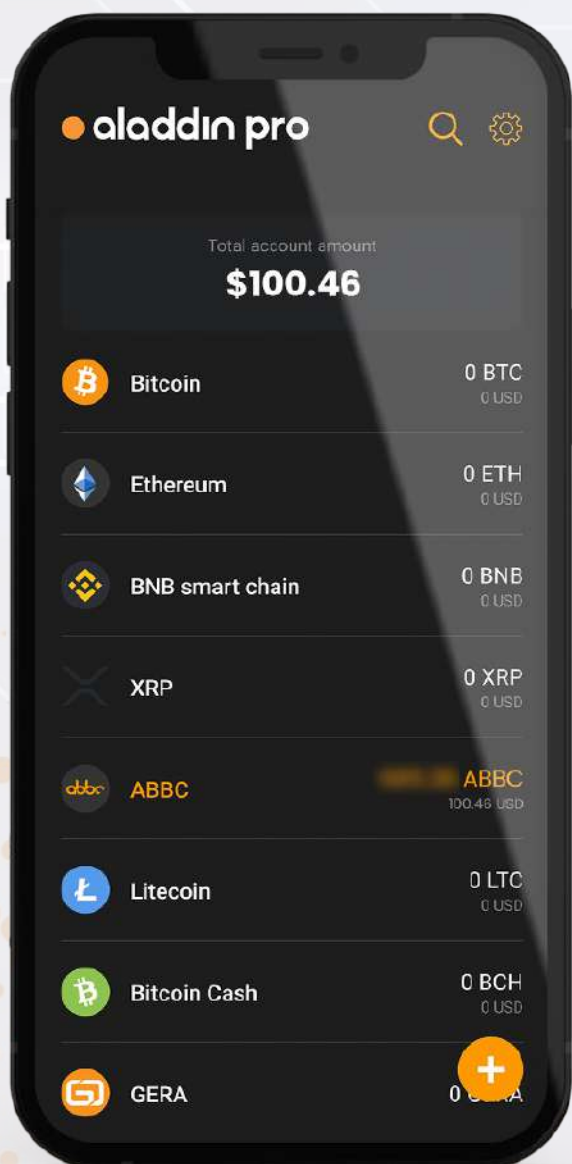 aladdin pro
Total account amount
$100.46
Bitcoin
0 BTC
0 USD
Ethereum
0 ETH
0 USD
BNB smart chain
0 BNB
0 USD
XRP
0 XRP
0 USD
abbc
ABBC
ABBC
100.46 USD
Litecoin
0 LTC
0 USD
Bitcoin Cash
0 BCH
0 USD
GERA
0